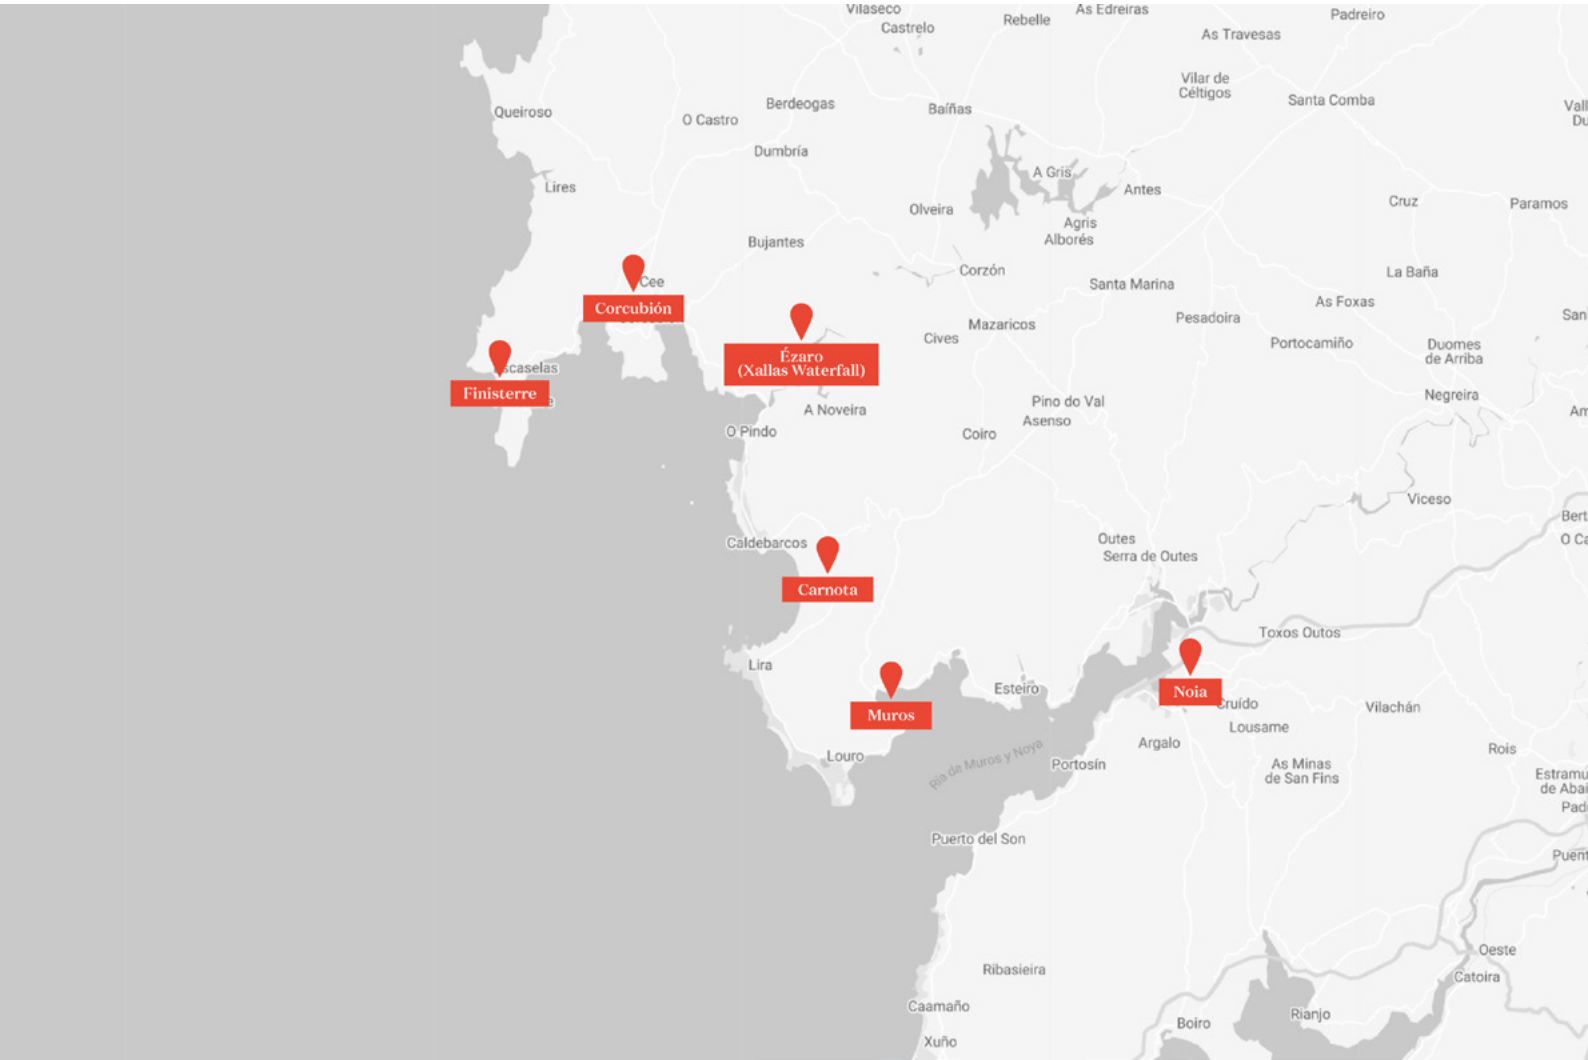 Vilaseco
Castrelo
Rebelle
As Edreiras
Padreiro
As Travesas
Vilar de
Céltigos
Santa Comba
Queiroso
O Castro
Berdeogas
Baíñas
Dumbría
Lires
A Gris
Antes
Olveira
Agris
Alborés
Cruz
Paramos
Bujantes
Corzón
La Baña
Cee
Santa Marina
Corcubión
As Foxas
Pesadoira
Mazaricos
Cives
Portocamiño
Duomes
de Arriba
Ézaro
(Xallas Waterfall)
Finisterre
Negreira
A Noveira
Pino do Val
Asenso
O Pindo
Coiro
Viceso
Caldebarcos
Outes
Serra de Outes
Carnota
Toxos Outos
Lira
Esteiro
Noia
Cruído
Vilachán
Muros
Lousame
Argalo
Louro
Ría de Muros y Noya
Portosín
As Minas
de San Fins
Rois
Puerto del Son
Oeste
Catoira
Ribasieira
Caamaño
Rianjo
Boiro
Xuño